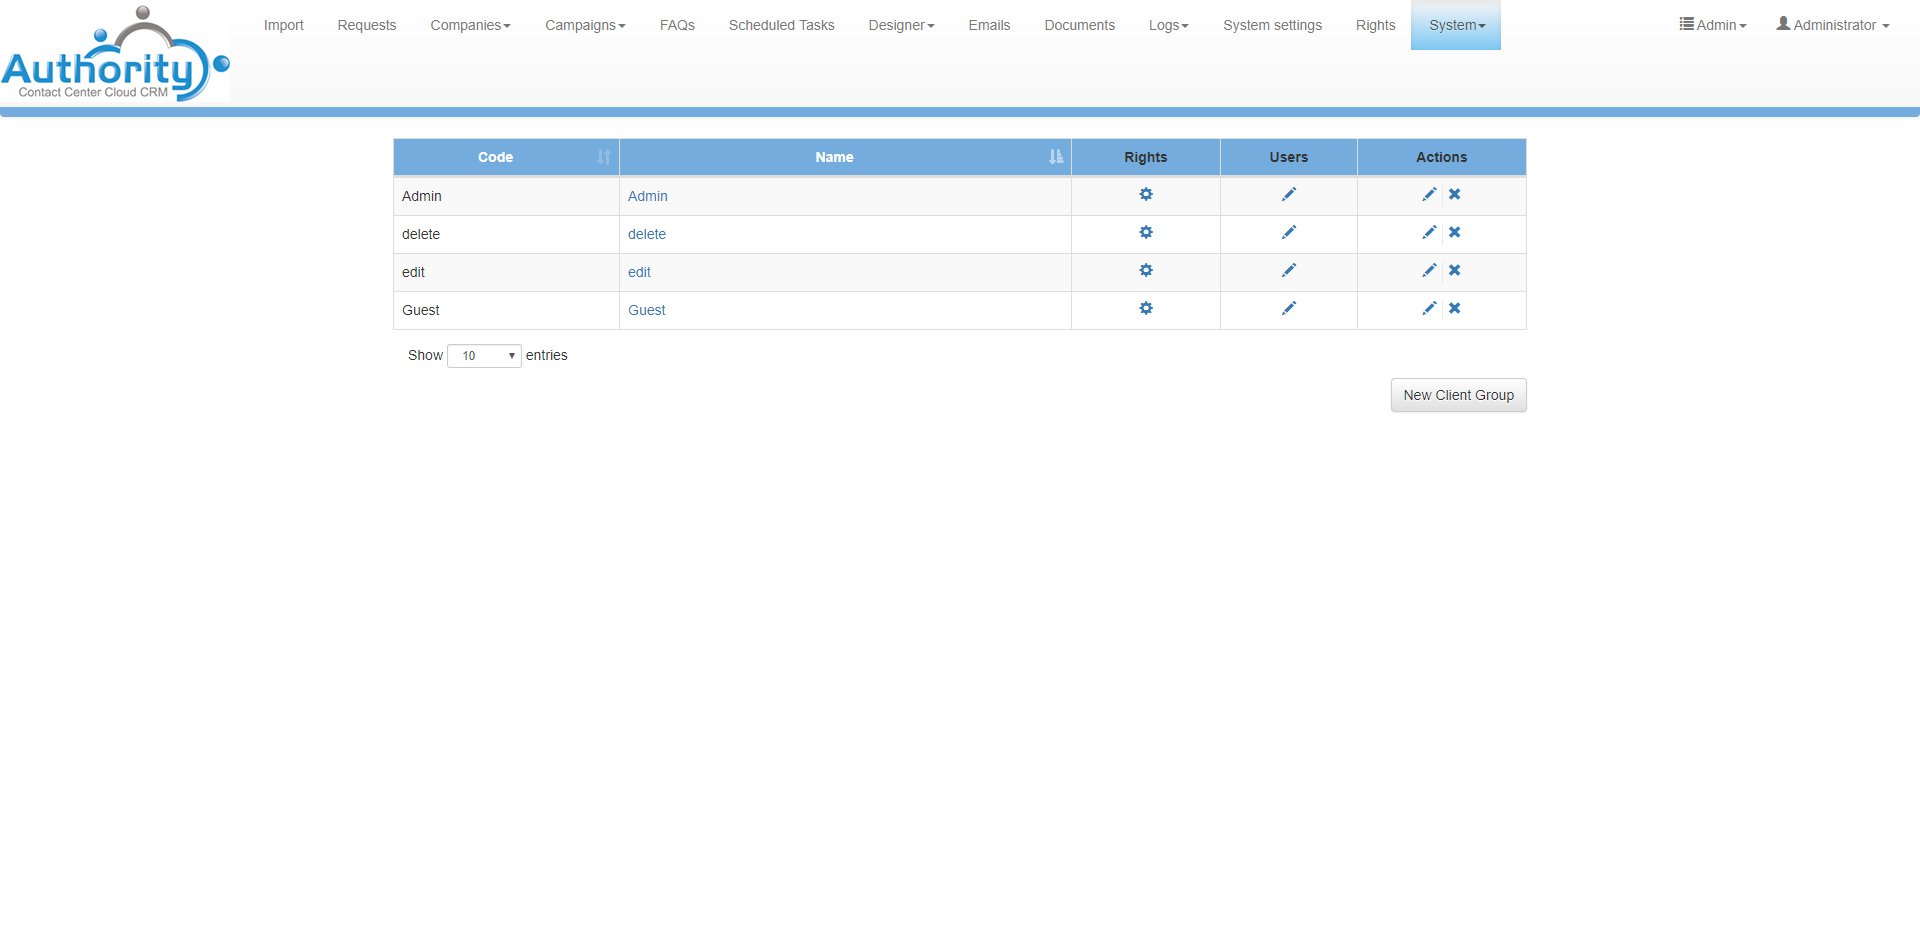 Import Requests Companies Campaigns FAQs Scheduled Tasks Designer Emails Documents Logs System settings Rights System Admin Administrator
Authority
Contact Center Cloud CRM
Code Name Rights Users Actions
Admin Admin
delete delete
edit edit
Guest Guest
Show 10 entries
New Client Group